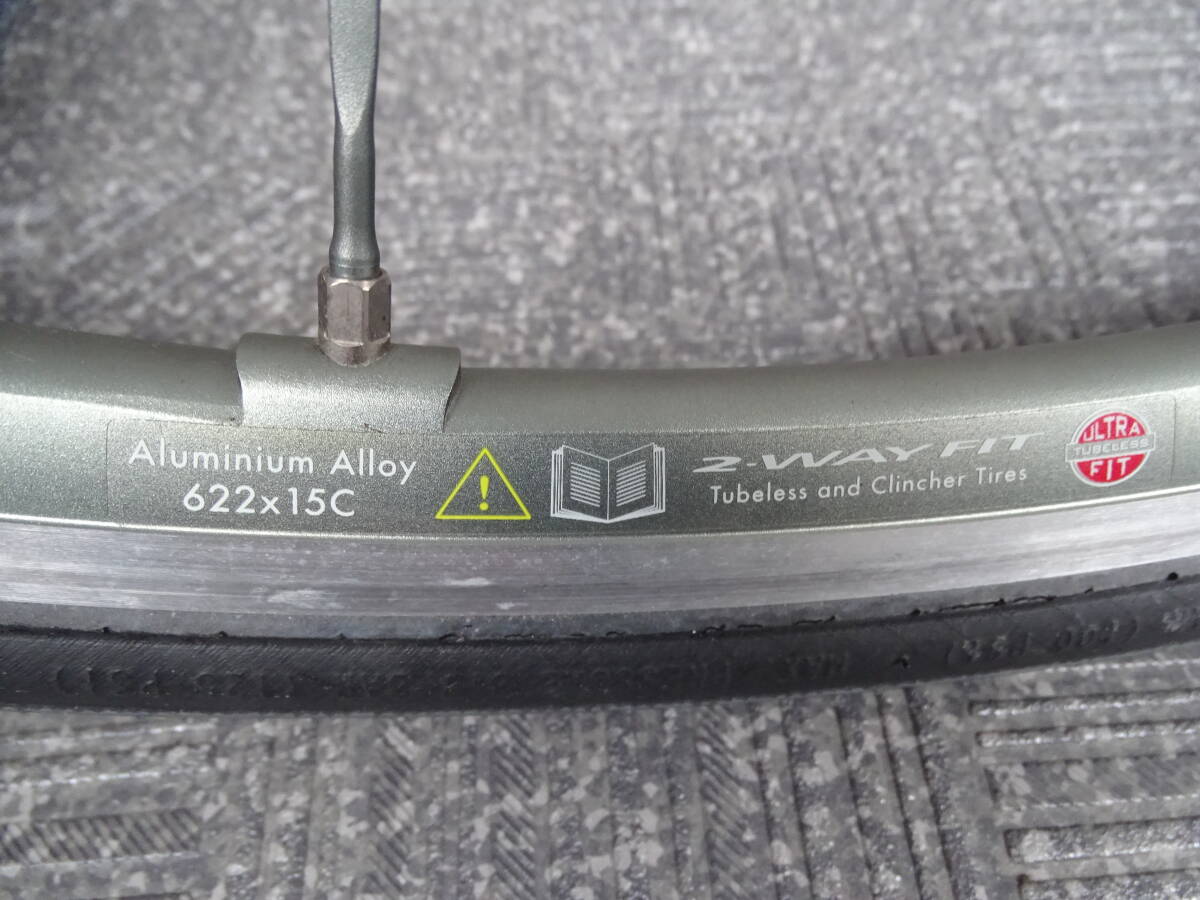 Aluminium Alloy
622x15C
2-WAY FIT
Tubeless and Clincher Tires
ULTRA
TUBELESS
FIT